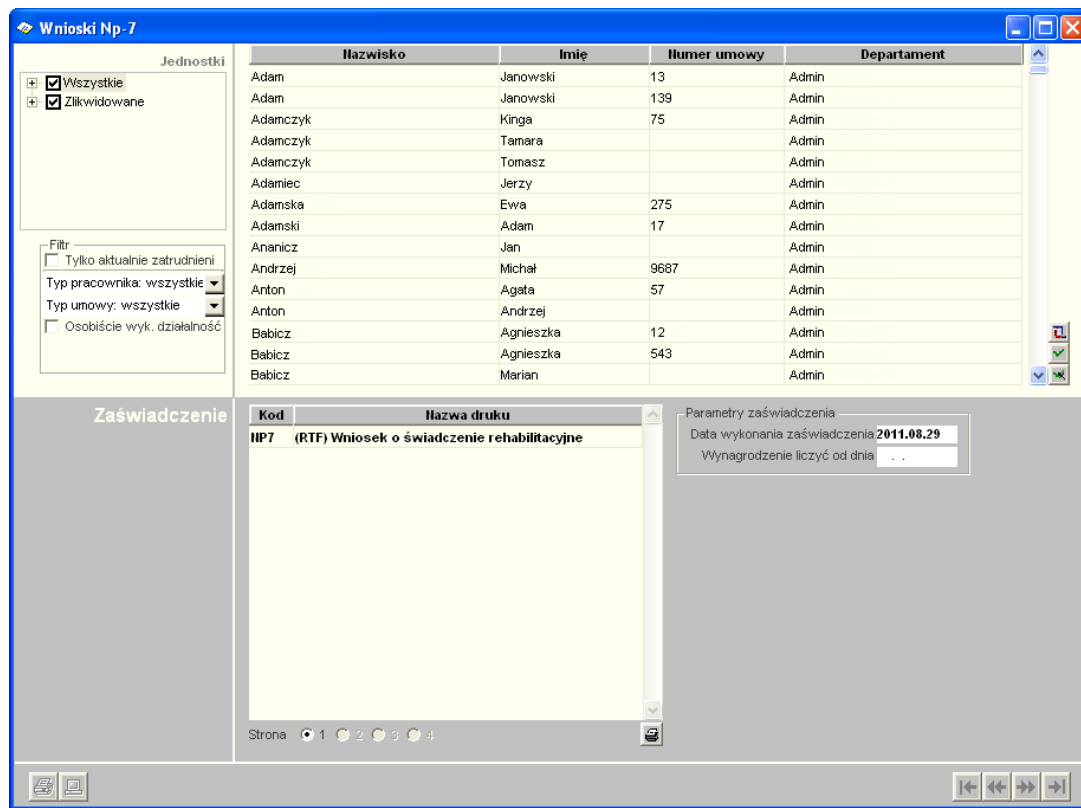 Wnioski Np-7
Jednostki
Wszystkie
Zlikwidowane
Filtr
Tylko aktualnie zatrudnieni
Typ pracownika: wszystkie
Typ umowy: wszystkie
Osobiście wyk. działalność
Nazwisko Imię Numer umowy Departament
Adam Janowski 13 Admin
Adam Janowski 139 Admin
Adamczyk Kinga 75 Admin
Adamczyk Tamara Admin
Adamczyk Tomasz Admin
Adamiec Jerzy Admin
Adamska Ewa 275 Admin
Adamski Adam 17 Admin
Ananicz Jan Admin
Andrzej Michał 9687 Admin
Anton Agata 57 Admin
Anton Andrzej Admin
Babicz Agnieszka 12 Admin
Babicz Agnieszka 543 Admin
Babicz Marian Admin
Zaświadczenie
Kod Nazwa druku
NP7 (RTF) Wniosek o świadczenie rehabilitacyjne
Strona 1 2 3 4
Parametry zaświadczenia
Data wykonania zaświadczenia 2011.08.29
Wynagrodzenie liczyć od dnia . .